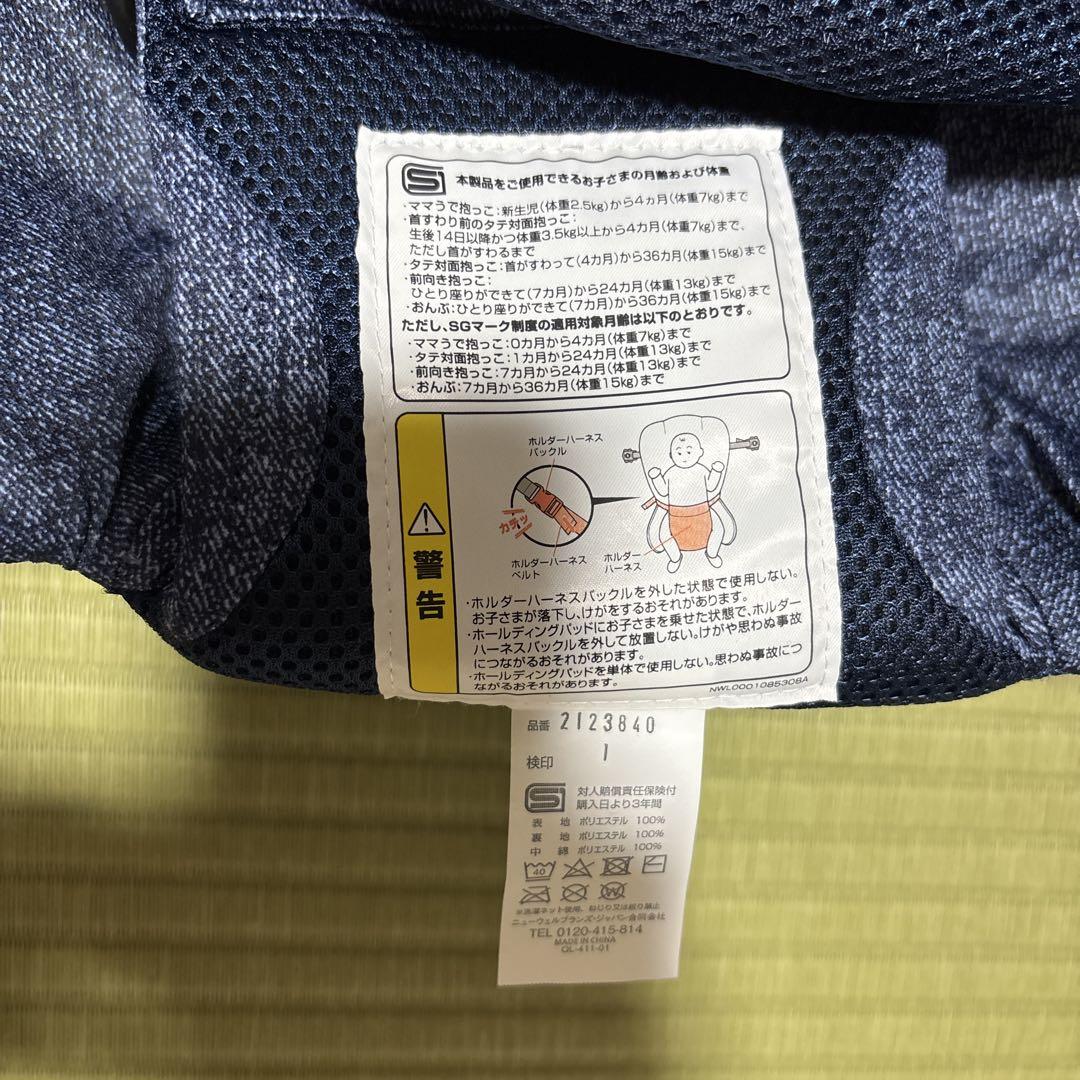 SG 本製品をご使用できるお子さまの月齢および体重
・ママうで抱っこ:新生児(体重2.5kg)から4ヵ月(体重7kg)まで
・首すわり前のタテ対面抱っこ:
生後14日以降かつ体重3.5kg以上から4カ月(体重7kg)まで、
ただし首がすわるまで
・タテ対面抱っこ:首がすわって(4カ月)から36カ月(体重15kg)まで
・前向き抱っこ:
ひとり座りができて(7カ月)から24カ月(体重13kg)まで
・おんぶ:ひとり座りができて(7カ月)から36カ月(体重15kg)まで
ただし、SGマーク制度の適用対象月齢は以下のとおりです。
・ママうで抱っこ:0カ月から4カ月(体重7kg)まで
・タテ対面抱っこ:1カ月から24カ月(体重13kg)まで
・前向き抱っこ:7カ月から24カ月(体重13kg)まで
・おんぶ:7カ月から36カ月(体重15kg)まで
警告
ホルダーハーネス
バックル
カチッ
ホルダーハーネス
ベルト
ホルダー
ハーネス
・ホルダーハーネスバックルを外した状態で使用しない。
お子さまが落下し、けがをするおそれがあります。
・ホールディングパッドにお子さまを乗せた状態で、ホルダー
ハーネスバックルを外して放置しない。けがや思わぬ事故
につながるおそれがあります。
・ホールディングパッドを単体で使用しない。思わぬ事故につ
ながるおそれがあります。
NWL0001085308A
品番 2123840
検印 1
SG 対人賠償責任保険付
購入日より3年間
表 地 ポリエステル 100%
裏 地 ポリエステル 100%
中 綿 ポリエステル 100%
40
※洗濯ネット使用、ねじり又は絞り禁止
ニューウェルブランズ・ジャパン合同会社
TEL 0120-415-814
MADE IN CHINA
QL-411-01